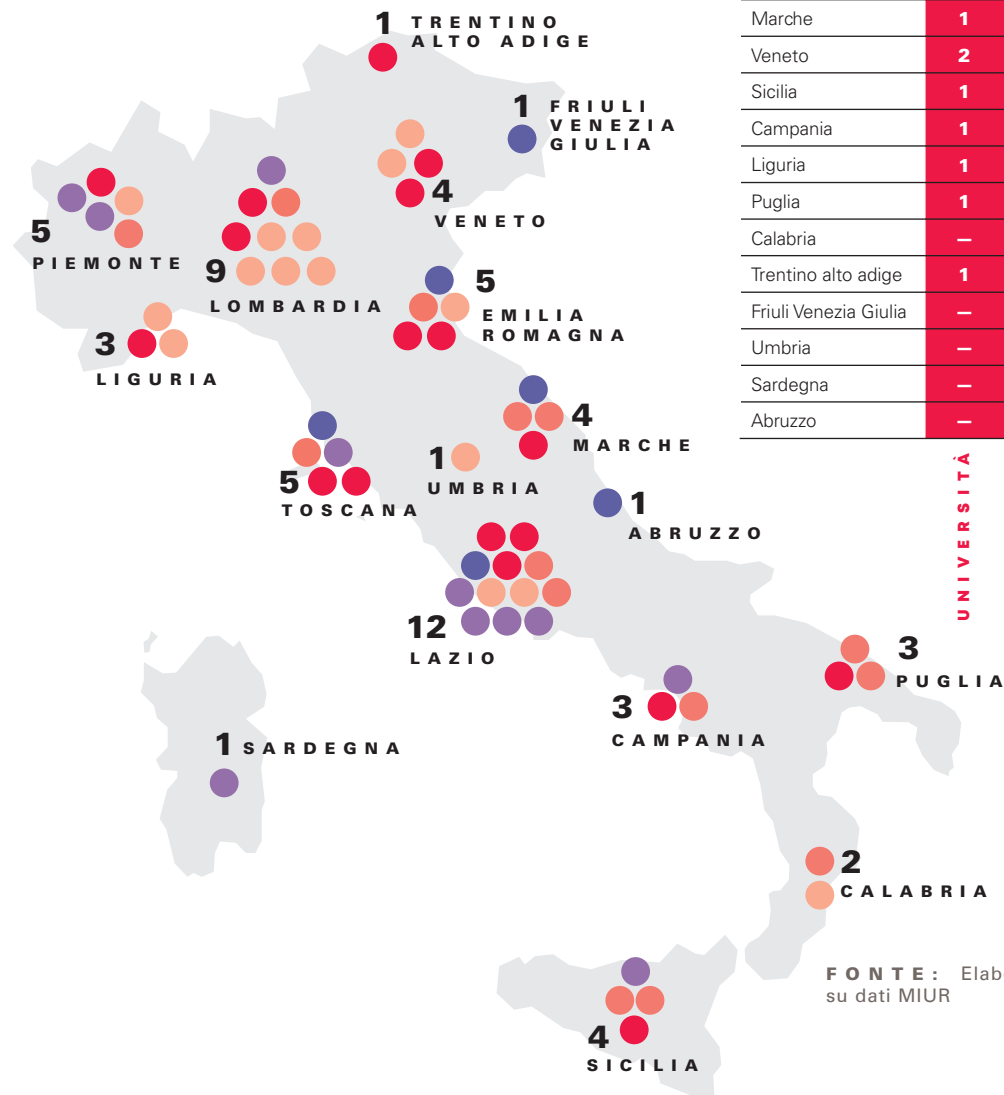 1 TRENTINO
ALTO ADIGE
1 FRIULI
VENEZIA
GIULIA
4
VENETO
5
PIEMONTE
9
LOMBARDIA
5
EMILIA
ROMAGNA
3
LIGURIA
4
MARCHE
1
UMBRIA
5
TOSCANA
1
ABRUZZO
12
LAZIO
3
PUGLIA
3
CAMPANIA
1 SARDEGNA
2
CALABRIA
4
SICILIA
Marche 1
Veneto 2
Sicilia 1
Campania 1
Liguria 1
Puglia 1
Calabria –
Trentino alto adige 1
Friuli Venezia Giulia –
Umbria –
Sardegna –
Abruzzo –
UNIVERSITÀ
FONTE: Elab
su dati MIUR